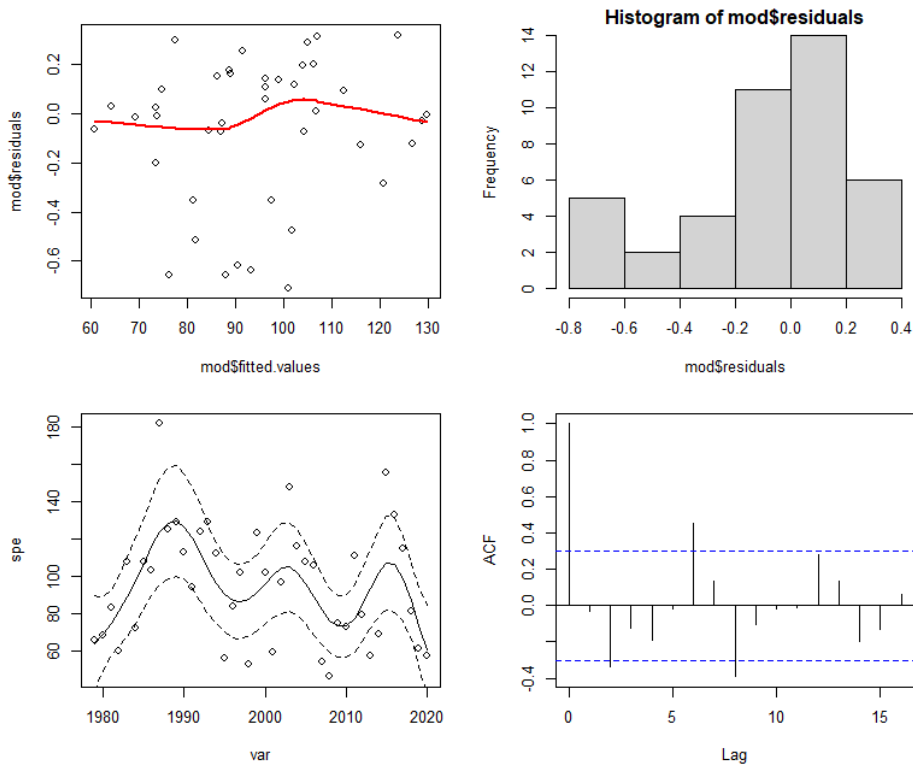 mod$residuals
0.2
0.0
-0.2
-0.4
-0.6
60 70 80 90 100 110 120 130
mod$fitted.values
Histogram of mod$residuals
Frequency
14
12
10
8
6
4
2
0
-0.8 -0.6 -0.4 -0.2 0.0 0.2 0.4
mod$residuals
spe
180
140
100
80
60
1980 1990 2000 2010 2020
var
ACF
1.0
0.8
0.6
0.4
0.2
0.0
-0.4
0 5 10 15
Lag